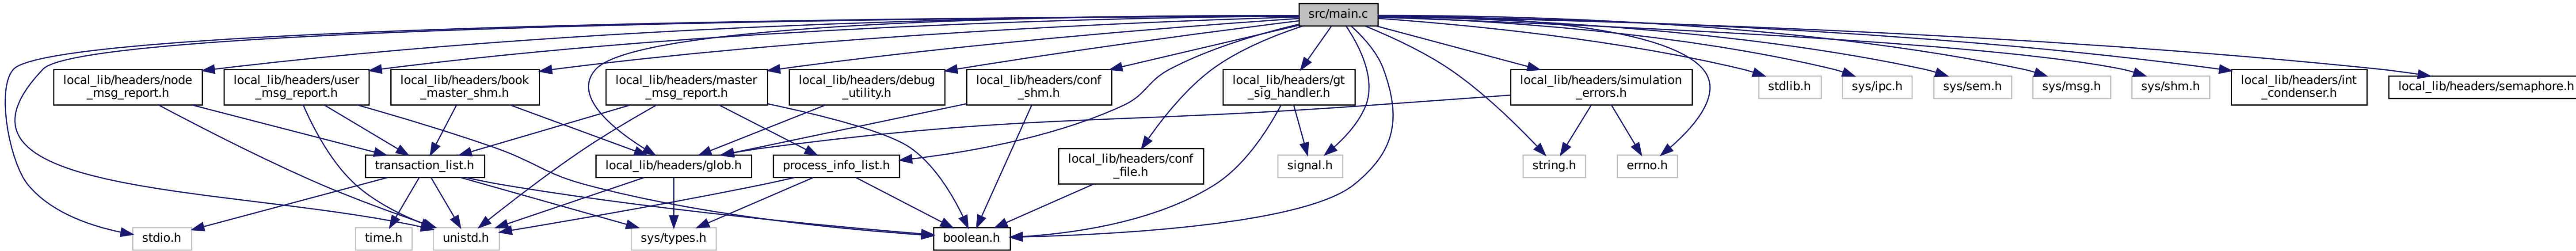 src/main.c
local_lib/headers/node
_msg_report.h
local_lib/headers/user
_msg_report.h
local_lib/headers/book
_master_shm.h
local_lib/headers/master
_msg_report.h
local_lib/headers/debug
_utility.h
local_lib/headers/conf
_shm.h
local_lib/headers/gt
_sig_handler.h
local_lib/headers/simulation
_errors.h
stdlib.h
sys/ipc.h
sys/sem.h
sys/msg.h
sys/shm.h
local_lib/headers/int
_condenser.h
local_lib/headers/semaphore.h
transaction_list.h
local_lib/headers/glob.h
process_info_list.h
local_lib/headers/conf
_file.h
signal.h
string.h
errno.h
stdio.h
time.h
unistd.h
sys/types.h
boolean.h